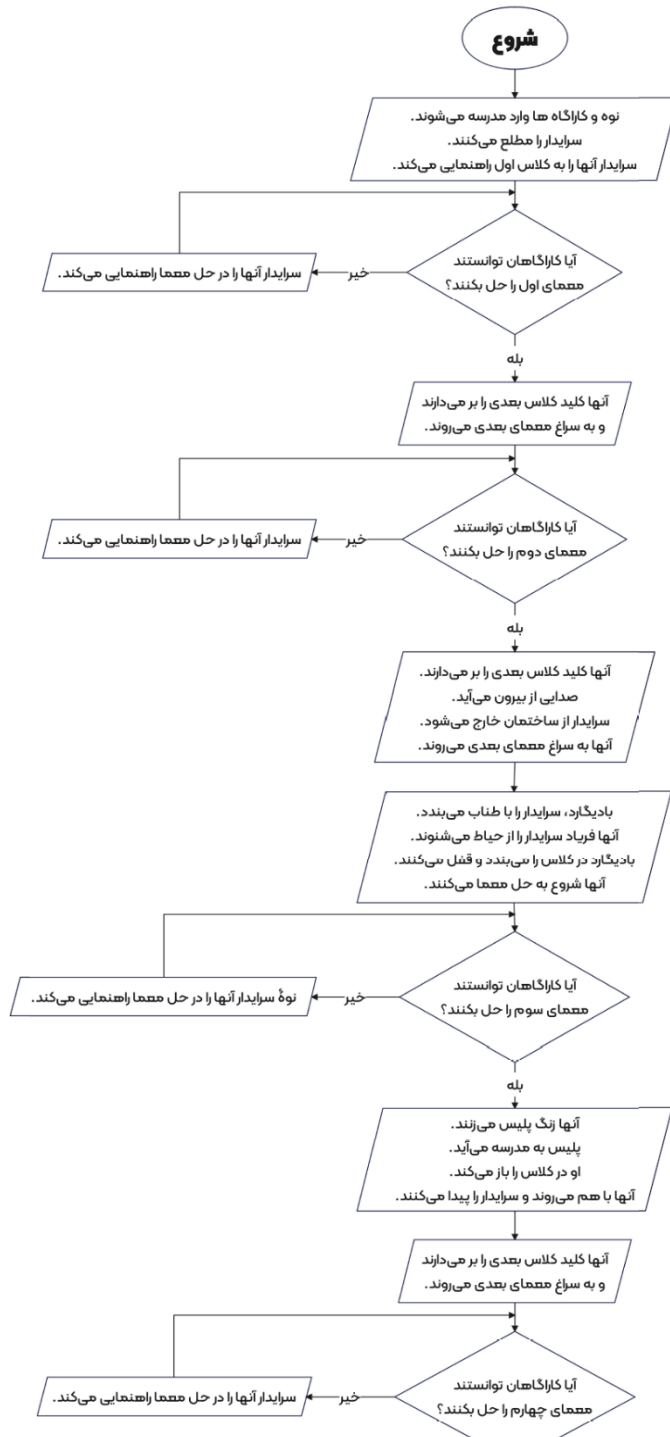 شروع
نوه و کاراگاه ها وارد مدرسه می‌شوند.
سرایدار را مطلع می‌کنند.
سرایدار آنها را به کلاس اول راهنمایی می‌کند.
آیا کاراگاهان توانستند
معمای اول را حل بکنند؟
خیر
سرایدار آنها را در حل معما راهنمایی می‌کند.
بله
آنها کلید کلاس بعدی را بر می‌دارند
و به سراغ معمای بعدی می‌روند.
آیا کاراگاهان توانستند
معمای دوم را حل بکنند؟
خیر
سرایدار آنها را در حل معما راهنمایی می‌کند.
بله
آنها کلید کلاس بعدی را بر می‌دارند.
صدایی از بیرون می‌آید.
سرایدار از ساختمان خارج می‌شود.
آنها به سراغ معمای بعدی می‌روند.
بادیگارد، سرایدار را با طناب می‌بندد.
آنها فریاد سرایدار را از حیاط می‌شنوند.
بادیگارد در کلاس را می‌بندد و قفل می‌کنند.
آنها شروع به حل معما می‌کنند.
آیا کاراگاهان توانستند
معمای سوم را حل بکنند؟
خیر
نوهٔ سرایدار آنها را در حل معما راهنمایی می‌کند.
بله
آنها زنگ پلیس می‌زنند.
پلیس به مدرسه می‌آید.
او در کلاس را باز می‌کند.
آنها با هم می‌روند و سرایدار را پیدا می‌کنند.
آنها کلید کلاس بعدی را بر می‌دارند
و به سراغ معمای بعدی می‌روند.
آیا کاراگاهان توانستند
معمای چهارم را حل بکنند؟
خیر
سرایدار آنها را در حل معما راهنمایی می‌کند.